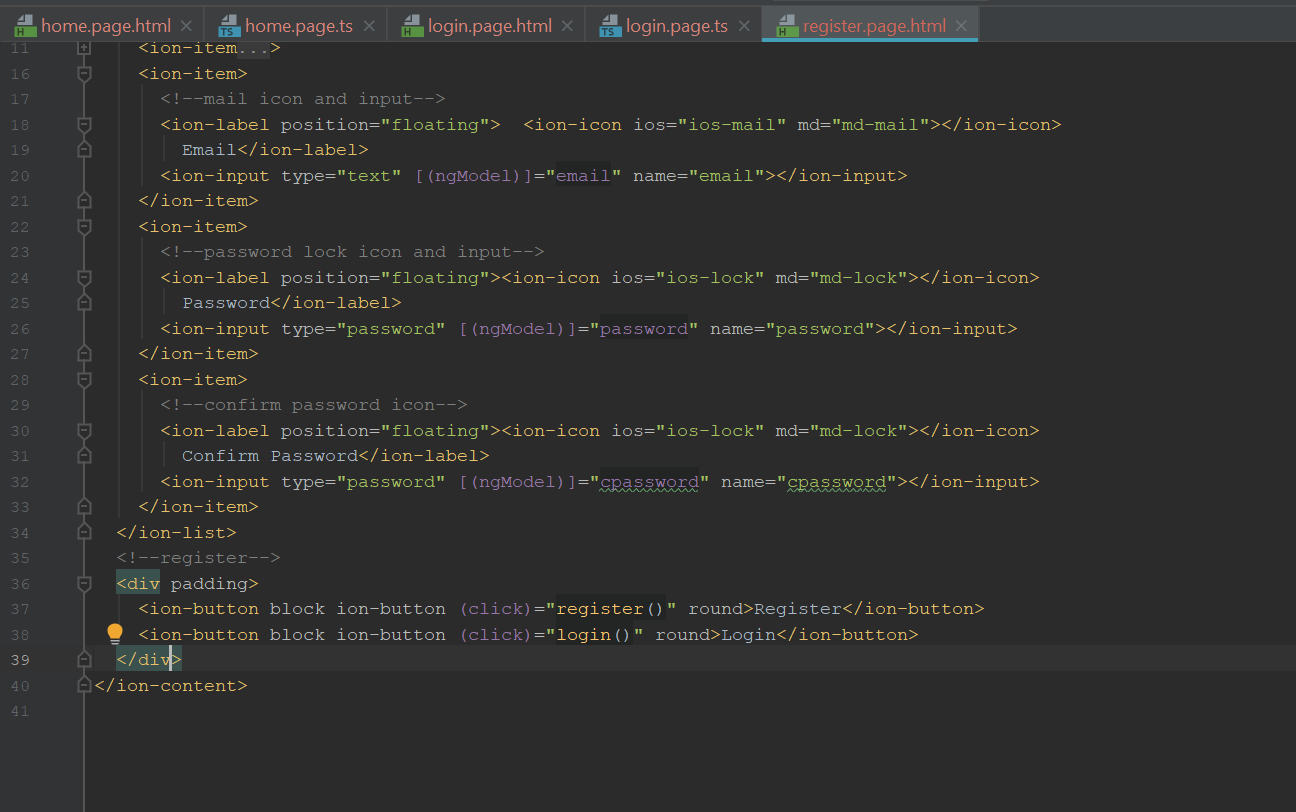 home.page.html home.page.ts login.page.html login.page.ts register.page.html
11 <ion-item...>
16 <ion-item>
17 <!--mail icon and input-->
18 <ion-label position="floating">  <ion-icon ios="ios-mail" md="md-mail"></ion-icon>
19 Email</ion-label>
20 <ion-input type="text" [(ngModel)]="email" name="email"></ion-input>
21 </ion-item>
22 <ion-item>
23 <!--password lock icon and input-->
24 <ion-label position="floating"><ion-icon ios="ios-lock" md="md-lock"></ion-icon>
25 Password</ion-label>
26 <ion-input type="password" [(ngModel)]="password" name="password"></ion-input>
27 </ion-item>
28 <ion-item>
29 <!--confirm password icon-->
30 <ion-label position="floating"><ion-icon ios="ios-lock" md="md-lock"></ion-icon>
31 Confirm Password</ion-label>
32 <ion-input type="password" [(ngModel)]="cpassword" name="cpassword"></ion-input>
33 </ion-item>
34 </ion-list>
35 <!--register-->
36 <div padding>
37 <ion-button block ion-button (click)="register()" round>Register</ion-button>
38 <ion-button block ion-button (click)="login()" round>Login</ion-button>
39 </div>
40 </ion-content>
41